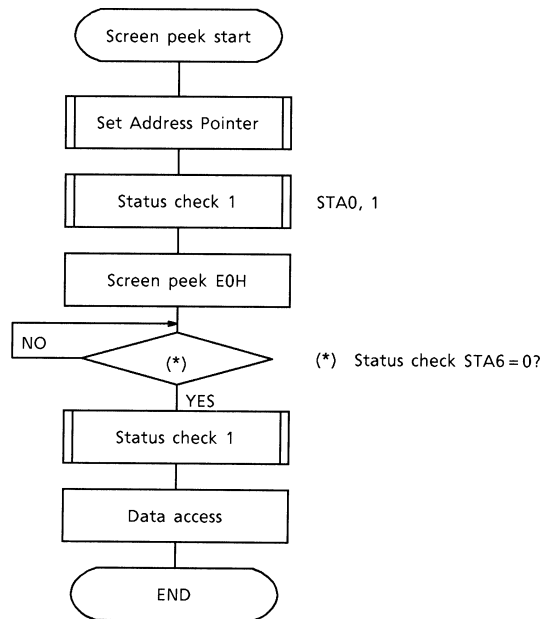 Screen peek start
Set Address Pointer
Status check 1
STA0, 1
Screen peek E0H
NO
(*)
(*) Status check STA6 = 0?
YES
Status check 1
Data access
END